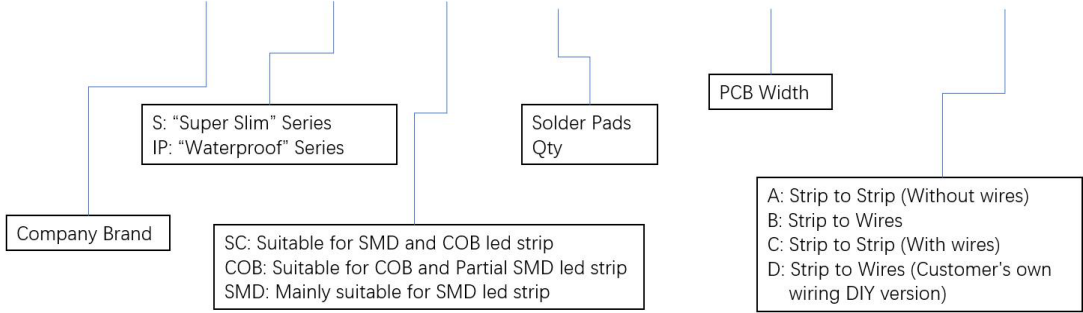 PCB Width
S: “Super Slim” Series
IP: “Waterproof” Series
Solder Pads
Qty
A: Strip to Strip (Without wires)
B: Strip to Wires
C: Strip to Strip (With wires)
D: Strip to Wires (Customer's own
wiring DIY version)
Company Brand
SC: Suitable for SMD and COB led strip
COB: Suitable for COB and Partial SMD led strip
SMD: Mainly suitable for SMD led strip